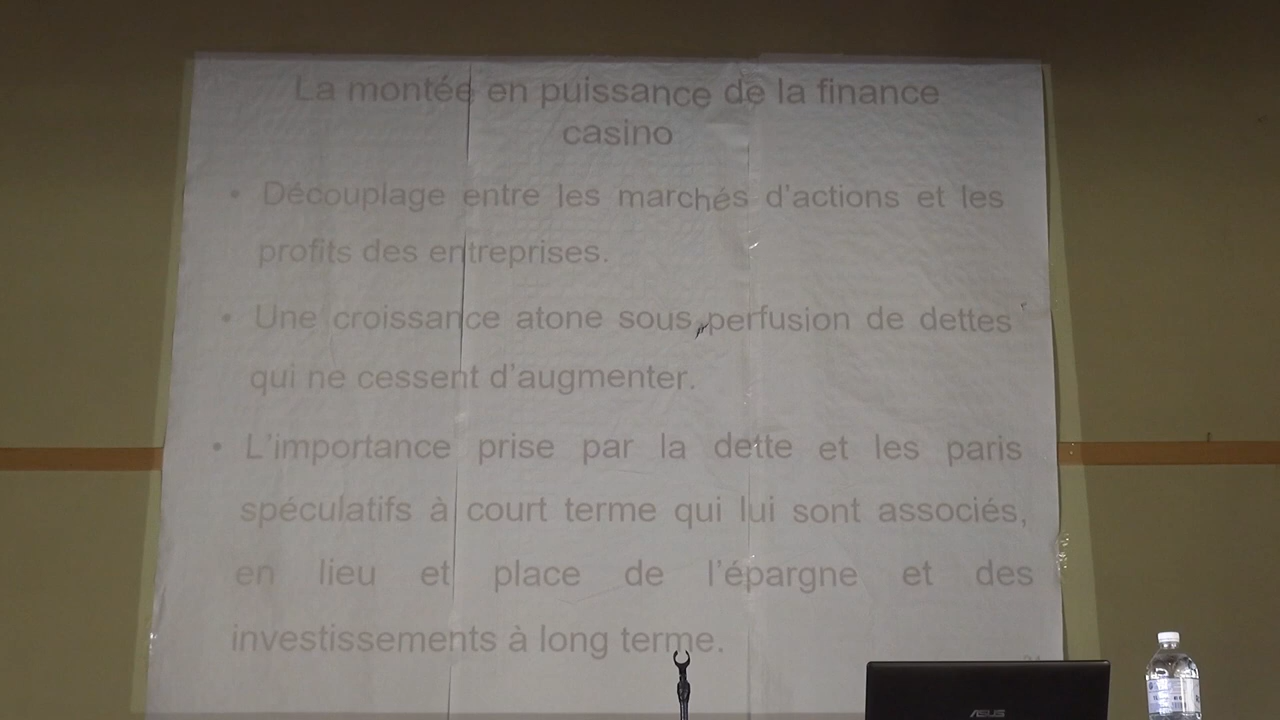 La montée en puissance de la finance
casino
• Découplage entre les marchés d'actions et les
profits des entreprises.
• Une croissance atone sous perfusion de dettes
qui ne cessent d'augmenter.
• L'importance prise par la dette et les paris
spéculatifs à court terme qui lui sont associés,
en lieu et place de l'épargne et des
investissements à long terme.
ASUS